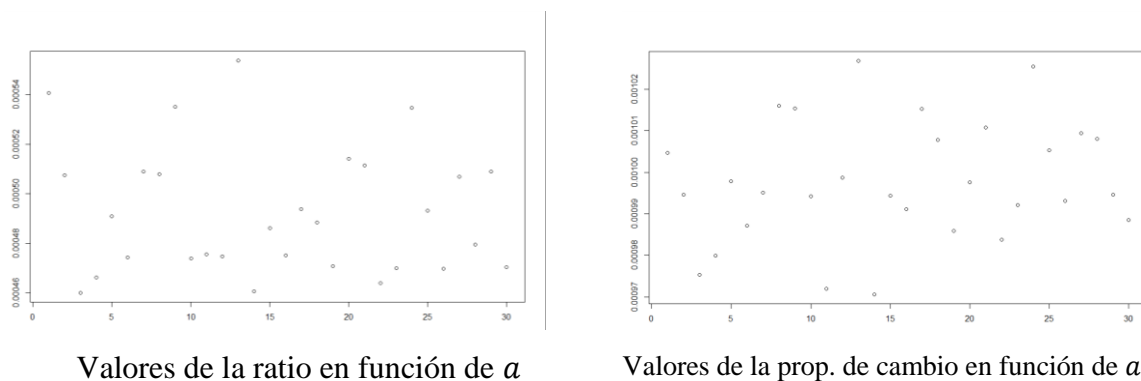 0.00054
0.00052
0.00050
0.00048
0.00046
0 5 10 15 20 25 30
Valores de la ratio en función de a
0.00102
0.00101
0.00100
0.00099
0.00098
0.00097
0 5 10 15 20 25 30
Valores de la prop. de cambio en función de a